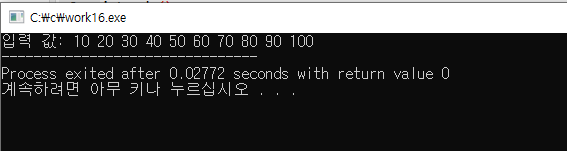 C:₩c₩work16.exe
입력 값: 10 20 30 40 50 60 70 80 90 100
--------------------------------
Process exited after 0.02772 seconds with return value 0
계속하려면 아무 키나 누르십시오 . . .